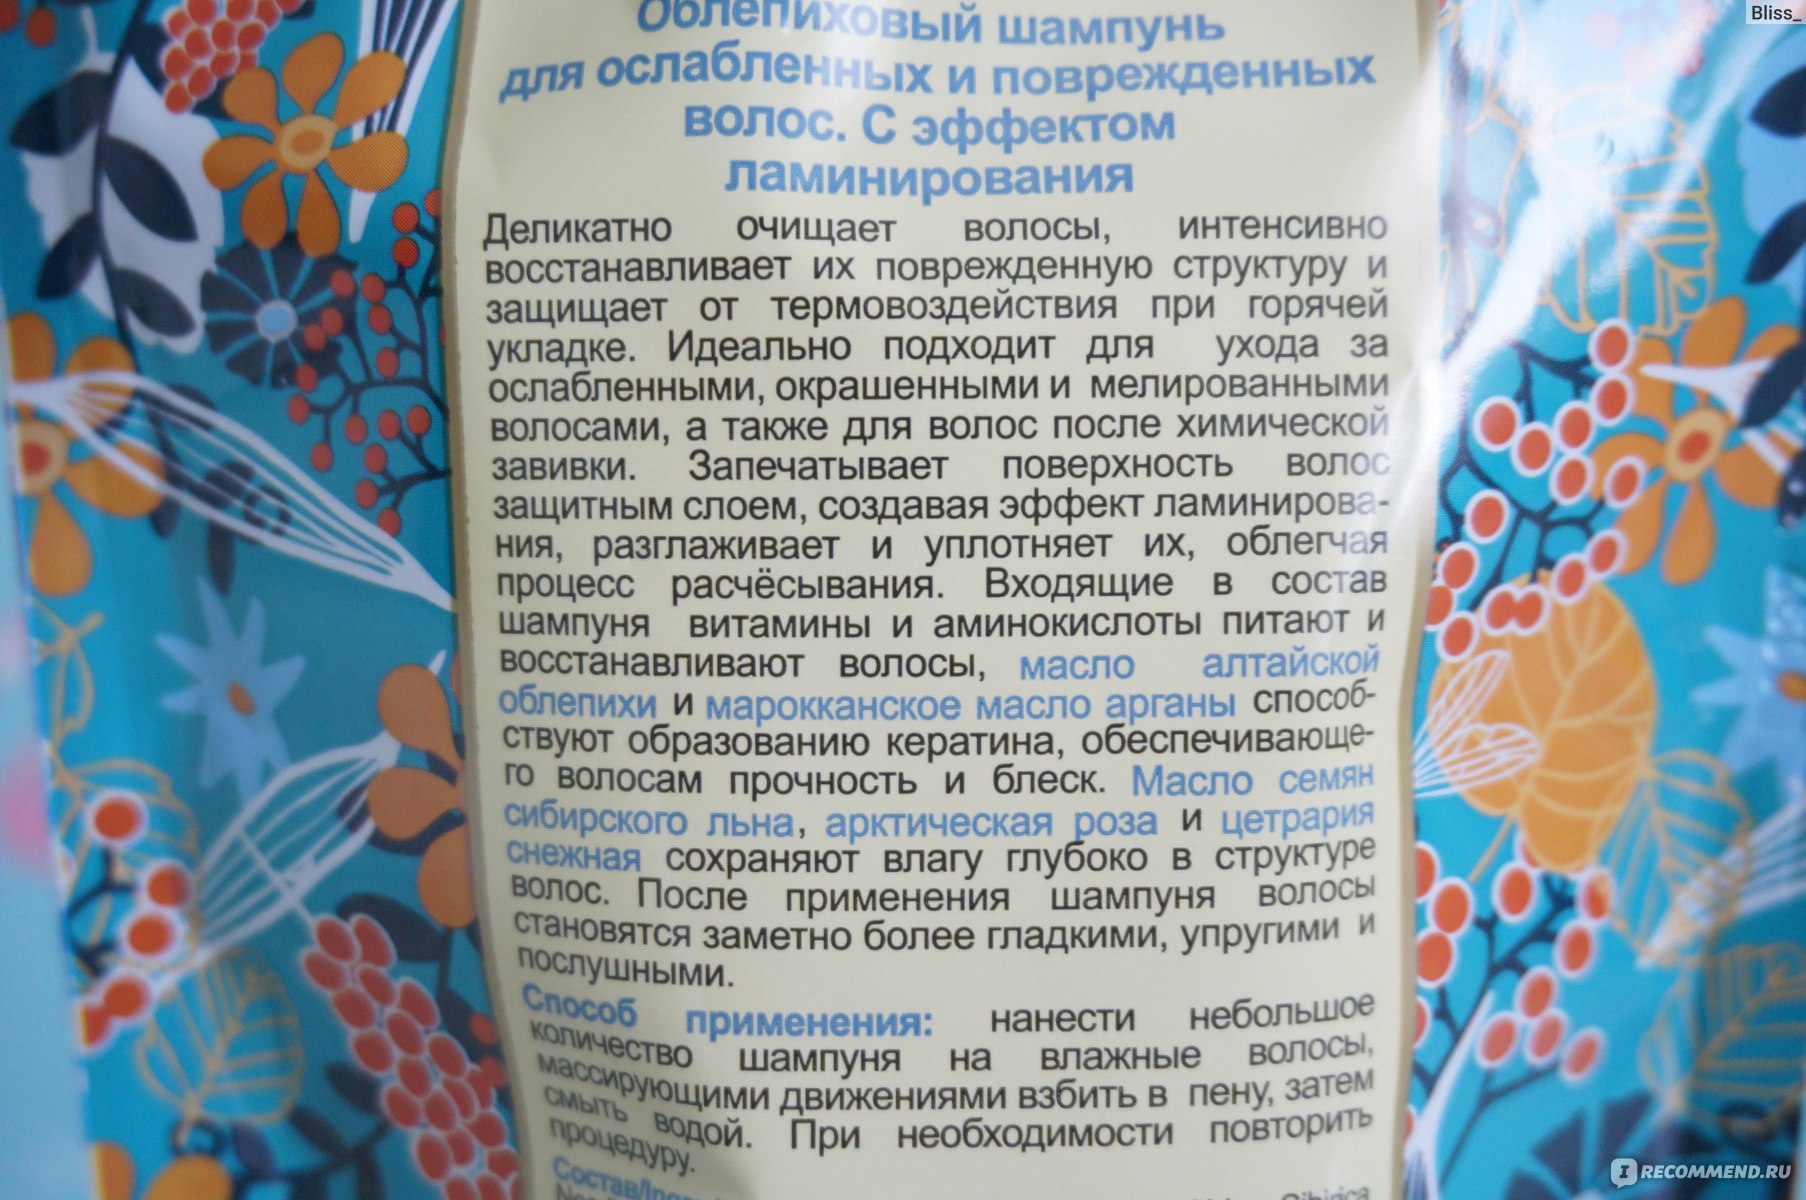 Bliss_
Облепиховый шампунь
для ослабленных и поврежденных
волос. С эффектом
ламинирования
Деликатно очищает волосы, интенсивно
восстанавливает их поврежденную структуру и
защищает от термовоздействия при горячей
укладке. Идеально подходит для ухода за
ослабленными, окрашенными и мелированными
волосами, а также для волос после химической
завивки. Запечатывает поверхность волос
защитным слоем, создавая эффект ламинирова-
ния, разглаживает и уплотняет их, облегчая
процесс расчёсывания. Входящие в состав
шампуня витамины и аминокислоты питают и
восстанавливают волосы, масло алтайской
облепихи и марокканское масло арганы способ-
ствуют образованию кератина, обеспечивающе-
го волосам прочность и блеск. Масло семян
сибирского льна, арктическая роза и цетрария
снежная сохраняют влагу глубоко в структуре
волос. После применения шампуня волосы
становятся заметно более гладкими, упругими и
послушными.
Способ применения: нанести небольшое
количество шампуня на влажные волосы,
массирующими движениями взбить в пену, затем
смыть водой. При необходимости повторить
процедуру.
IRECOMMEND.RU